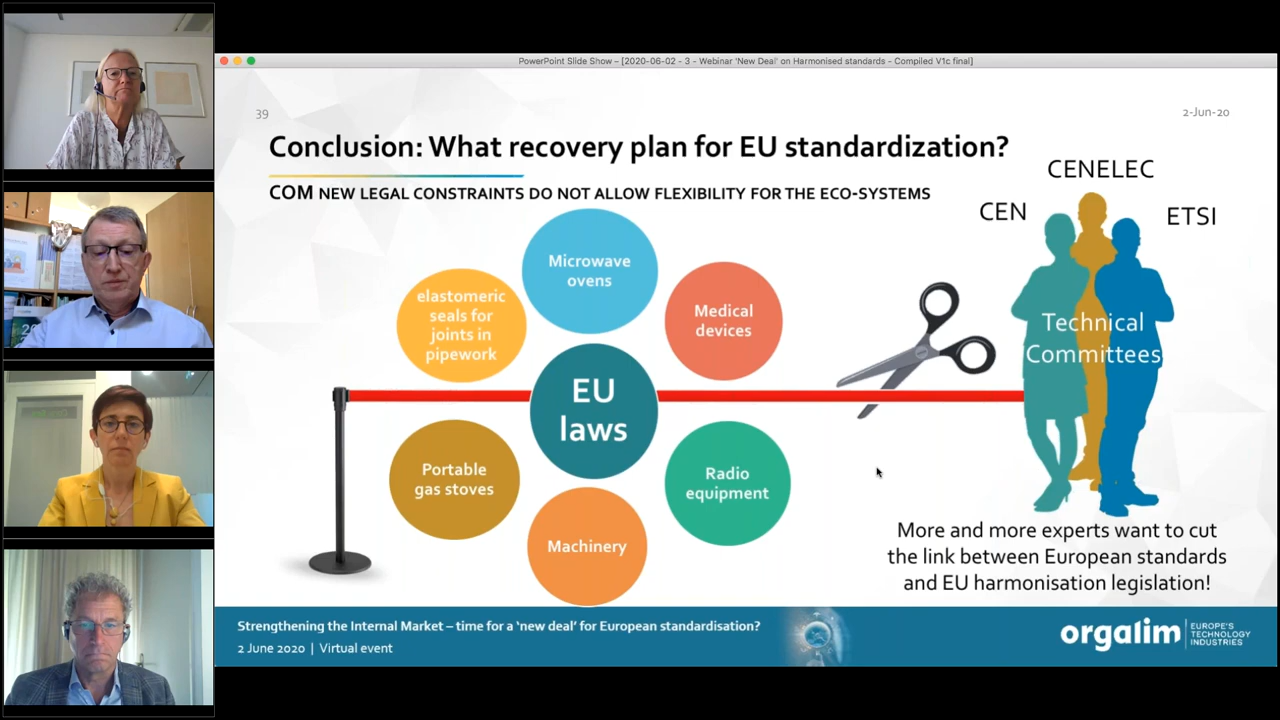 PowerPoint Slide Show - [2020-06-02 - 3 - Webinar 'New Deal' on Harmonised standards - Compiled V1c final]
39
2-Jun-20
Conclusion: What recovery plan for EU standardization?
COM NEW LEGAL CONSTRAINTS DO NOT ALLOW FLEXIBILITY FOR THE ECO-SYSTEMS
CENELEC
CEN
ETSI
Microwave
ovens
elastomeric
seals for
joints in
pipework
Medical
devices
EU
laws
Technical
Committees
Portable
gas stoves
Radio
equipment
Machinery
More and more experts want to cut
the link between European standards
and EU harmonisation legislation!
Strengthening the Internal Market – time for a 'new deal' for European standardisation?
2 June 2020 | Virtual event
orgalim
EUROPE'S
TECHNOLOGY
INDUSTRIES